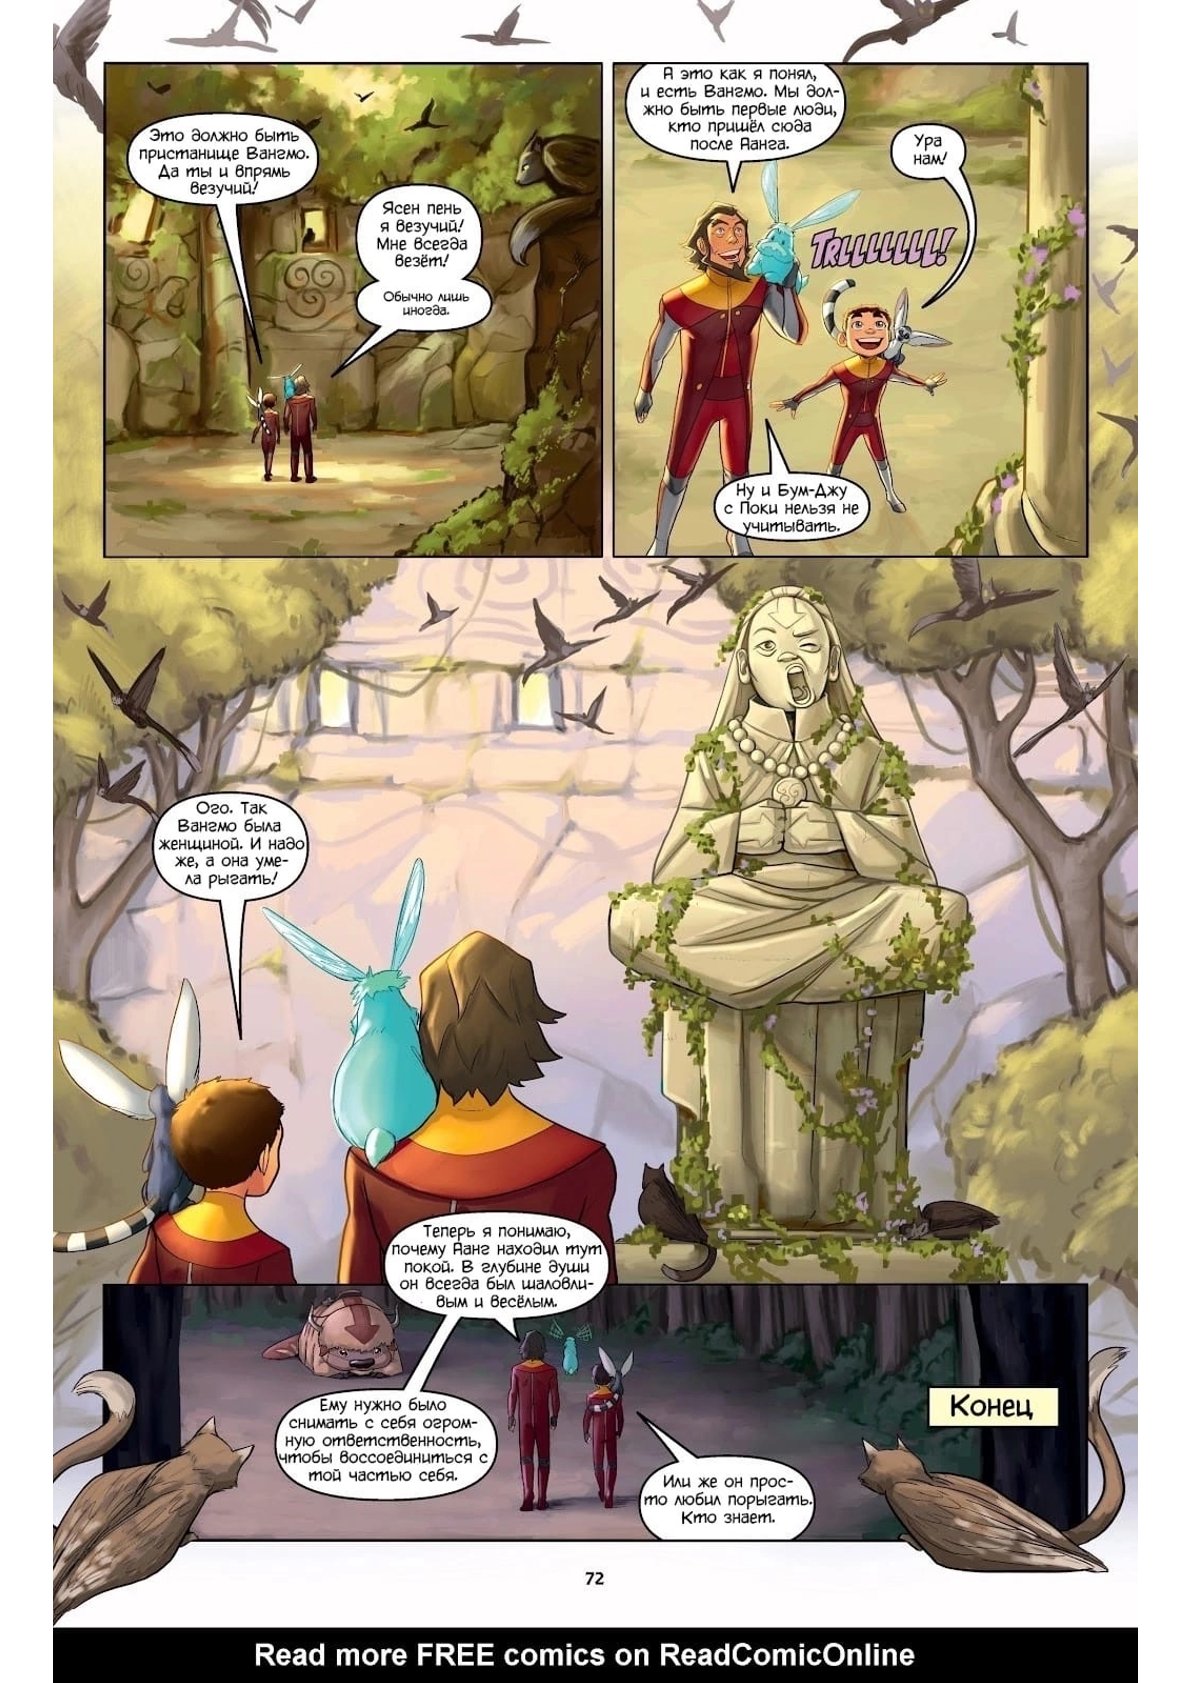 Это должно быть
пристанище Вангмо.
Да ты и впрямь
везучий!
Ясен пень
я везучий!
Мне всегда
везёт!
Обычно лишь
иногда.
А это как я понял,
и есть Вангмо. Мы дол-
жно быть первые люди,
кто пришёл сюда
после Аанга.
Ура
нам!
TRLLLLLLL!
Ну и Бум-Джу
с Поки нельзя не
учитывать.
Ого. Так
Вангмо была
женщиной. И надо
же, а она уме-
ла рыгать!
Теперь я понимаю,
почему Аанг находил тут
покой. В глубине души
он всегда был шаловли-
вым и весёлым.
Ему нужно было
снимать с себя огром-
ную ответственность,
чтобы воссоединиться с
той частью себя.
Или же он прос-
то любил порыгать.
Кто знает.
Конец
72
Read more FREE comics on ReadComicOnline